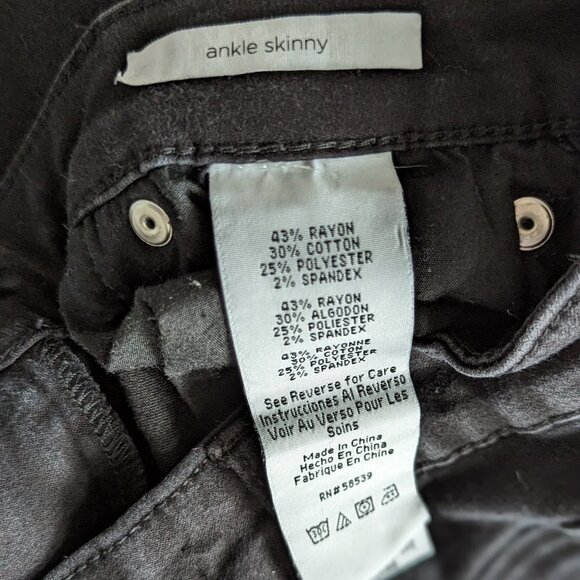 ankle skinny
43% RAYON
30% COTTON
25% POLYESTER
2% SPANDEX
43% RAYON
30% ALGODON
25% POLIESTER
2% SPANDEX
43% RAYONNE
30% COTTON
25% POLYESTER
2% SPANDEX
See Reverse for Care
Instrucciones Al Reverso
Voir Au Verso Pour Les
Soins
Made In China
Hecho En China
Fabrique En Chine
RN#58539